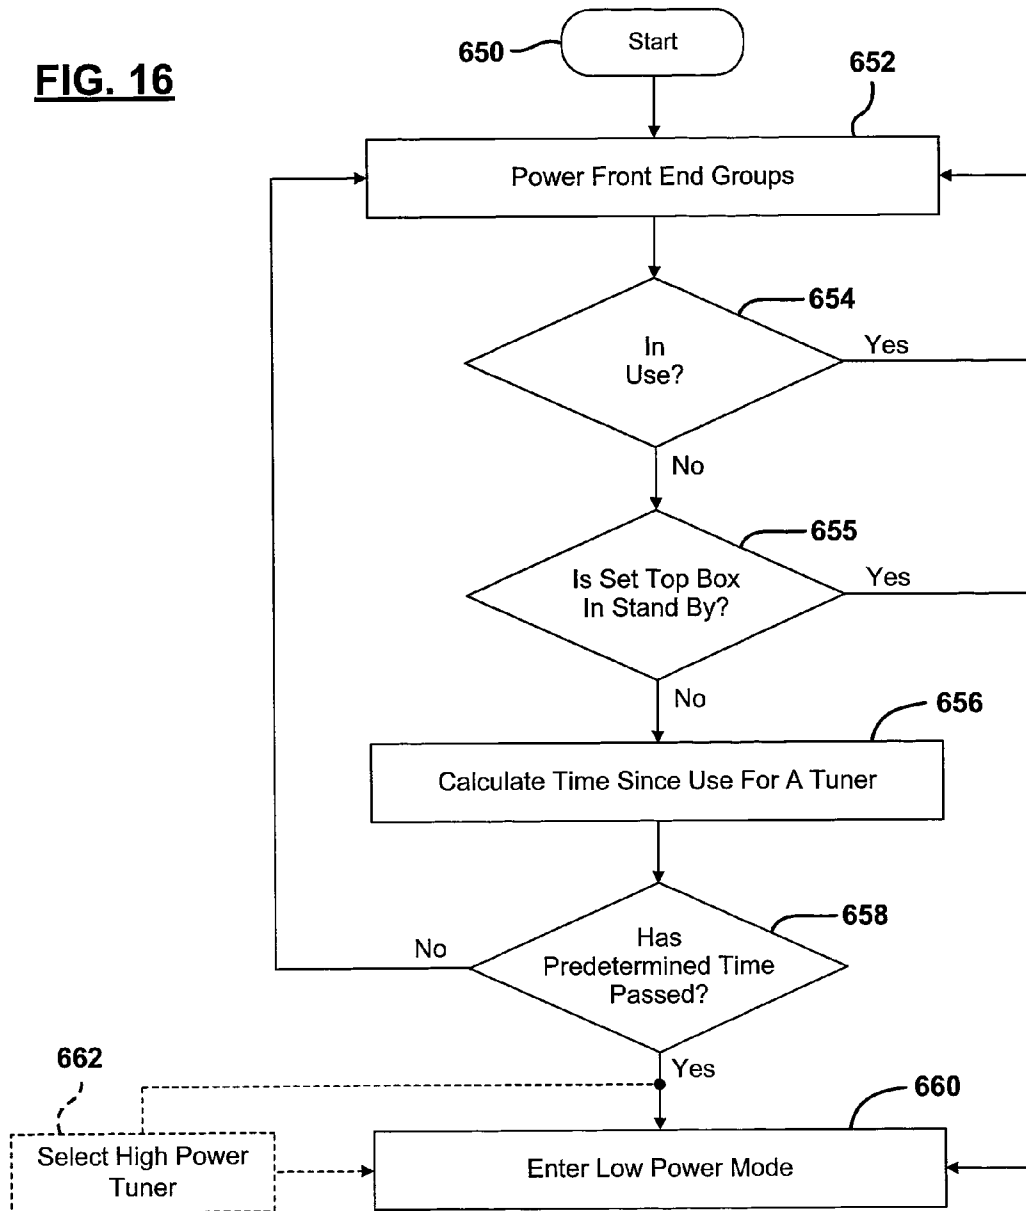 FIG. 16
650
Start
652
Power Front End Groups
654
In
Use?
Yes
No
655
Is Set Top Box
In Stand By?
Yes
No
656
Calculate Time Since Use For A Tuner
658
Has
Predetermined Time
Passed?
No
Yes
662
Select High Power
Tuner
660
Enter Low Power Mode